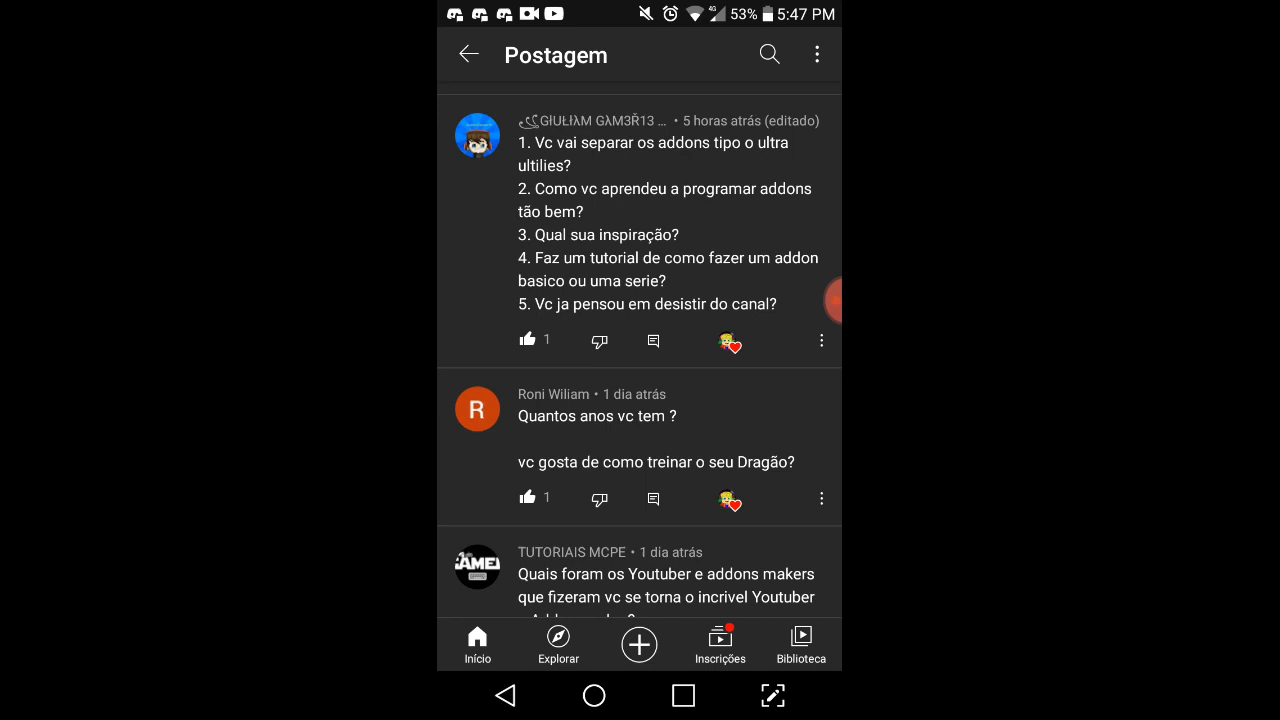 4G 53% 5:47 PM
Postagem
GłUŁłλM GλM3Ř13 ... • 5 horas atrás (editado)
1. Vc vai separar os addons tipo o ultra
ultilies?
2. Como vc aprendeu a programar addons
tão bem?
3. Qual sua inspiração?
4. Faz um tutorial de como fazer um addon
basico ou uma serie?
5. Vc ja pensou em desistir do canal?
1
R
Roni Wiliam • 1 dia atrás
Quantos anos vc tem ?
vc gosta de como treinar o seu Dragão?
1
TUTORIAIS MCPE • 1 dia atrás
Quais foram os Youtuber e addons makers
que fizeram vc se torna o incrivel Youtuber
Início
Explorar
Inscrições
Biblioteca